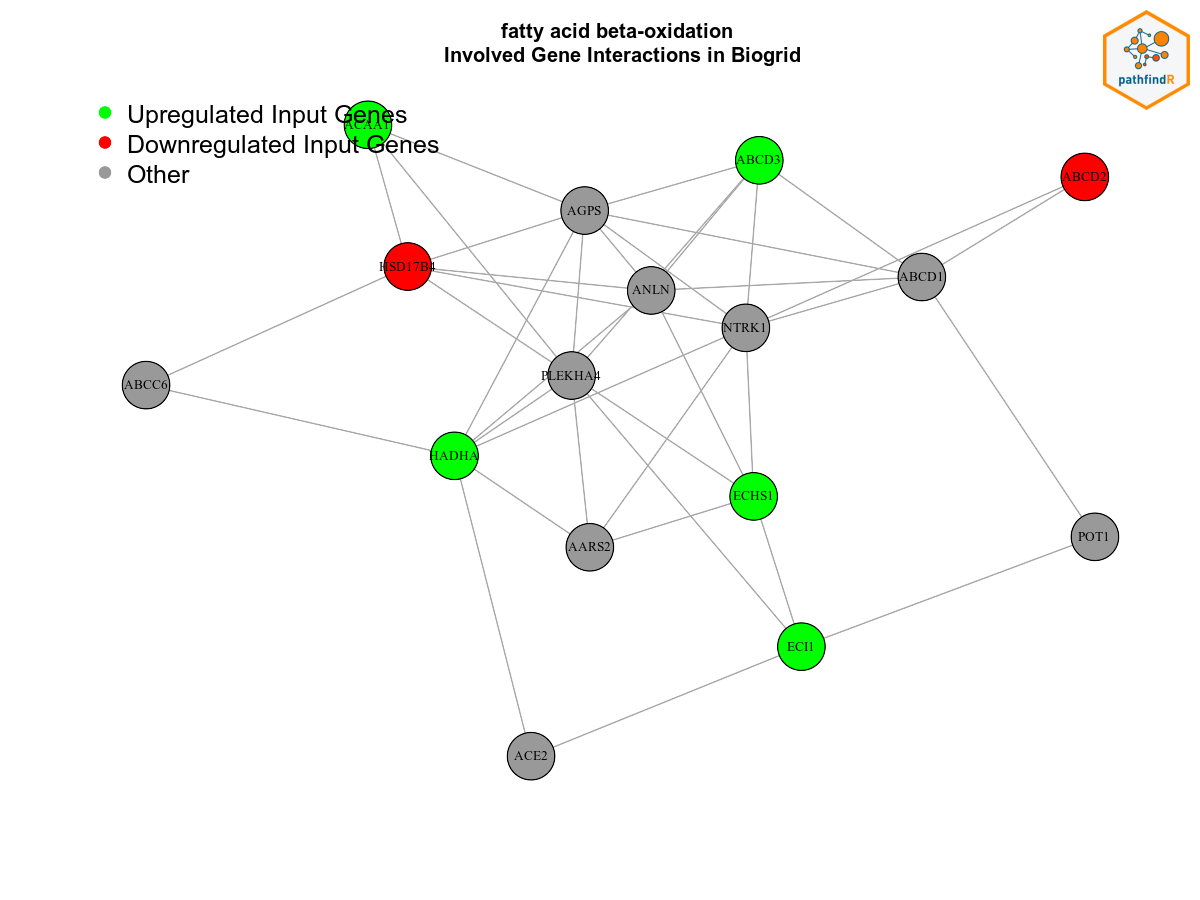 fatty acid beta-oxidation
Involved Gene Interactions in Biogrid
pathfindR
Upregulated Input Genes
Downregulated Input Genes
Other
ACAA1
ABCD3
ABCD2
AGPS
HSD17B4
ANLN
ABCD1
NTRK1
PLEKHA4
ABCC6
HADHA
ECHS1
AARS2
POT1
ECI1
ACE2